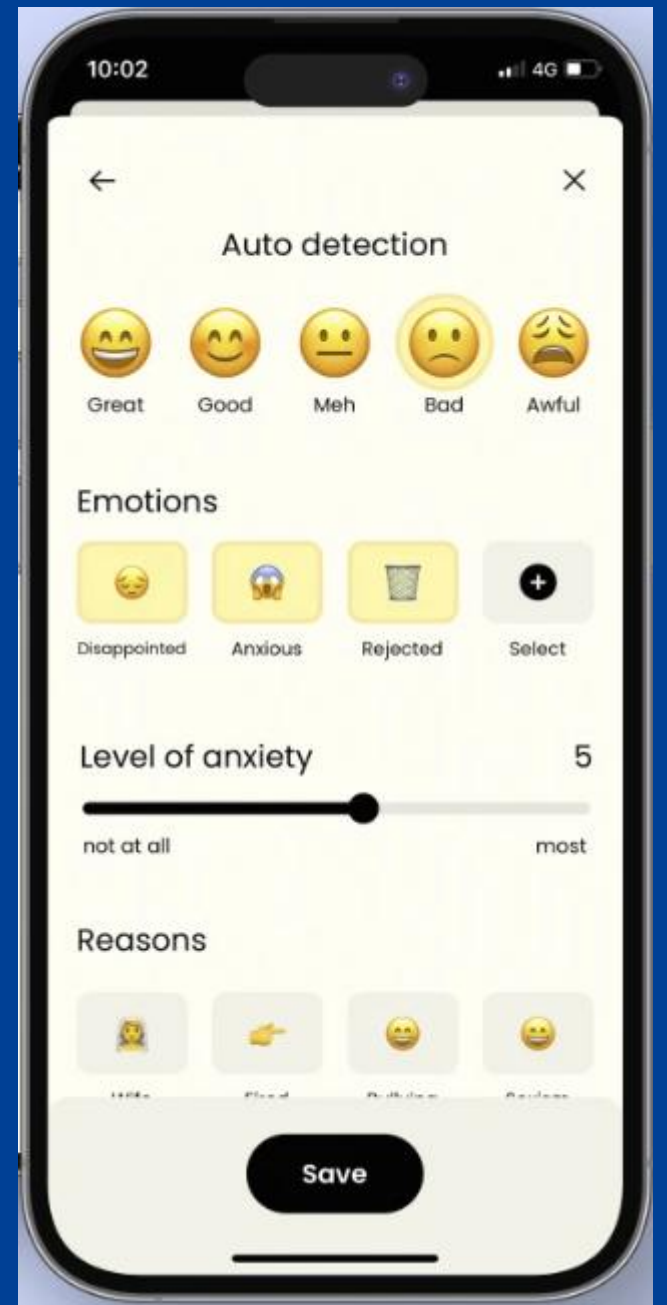 10:02 4G
Auto detection
Great Good Meh Bad Awful
Emotions
Disappointed Anxious Rejected Select
Level of anxiety 5
not at all most
Reasons
Save